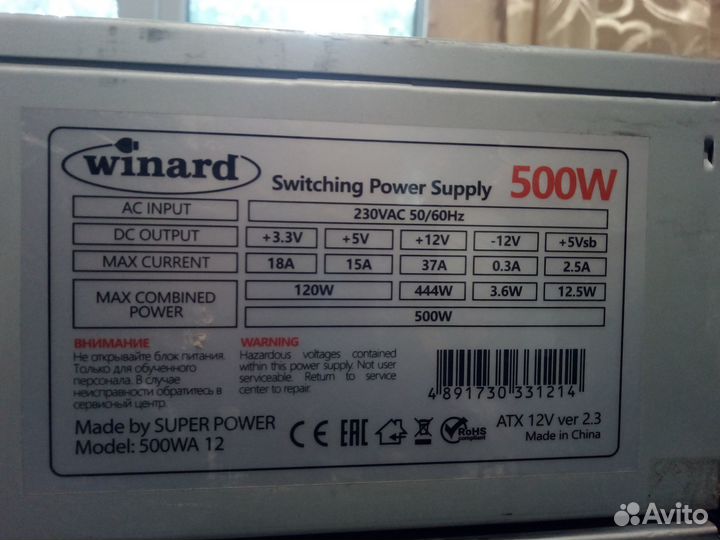 winard
Switching Power Supply 500W
AC INPUT 230VAC 50/60Hz
DC OUTPUT +3.3V +5V +12V -12V +5Vsb
MAX CURRENT 18A 15A 37A 0.3A 2.5A
MAX COMBINED POWER 120W 444W 3.6W 12.5W
500W
ВНИМАНИЕ
Не открывайте блок питания.
Только для обученного
персонала. В случае
неисправности обратитесь в
сервисный центр.
WARNING
Hazardous voltages contained
within this power supply. Not user
serviceable. Return to service
center to repair.
4 891730 331214
Made by SUPER POWER
Model: 500WA 12
CE EAC RoHS
compliant
ATX 12V ver 2.3
Made in China
Avito